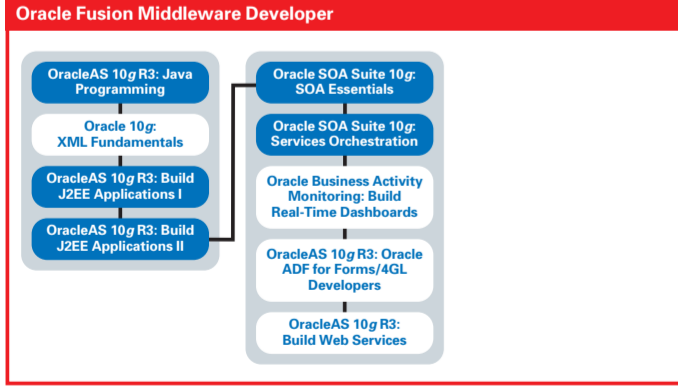 Oracle Fusion Middleware Developer
OracleAS 10g R3: Java
Programming
Oracle 10g:
XML Fundamentals
OracleAS 10g R3: Build
J2EE Applications I
OracleAS 10g R3: Build
J2EE Applications II
Oracle SOA Suite 10g:
SOA Essentials
Oracle SOA Suite 10g:
Services Orchestration
Oracle Business Activity
Monitoring: Build
Real-Time Dashboards
OracleAS 10g R3: Oracle
ADF for Forms/4GL
Developers
OracleAS 10g R3:
Build Web Services